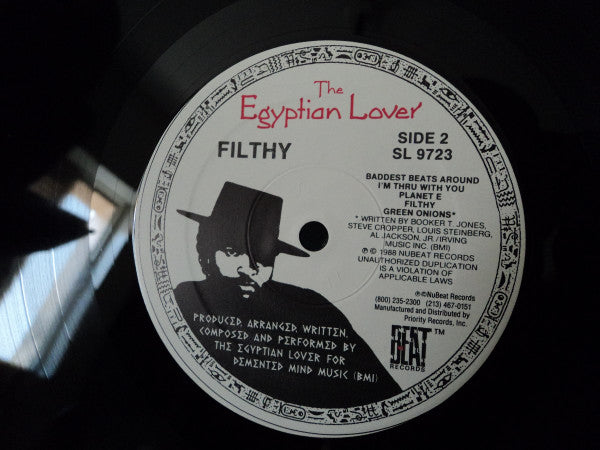 The
Egyptian Lover
FILTHY
SIDE 2
SL 9723
BADDEST BEATS AROUND
I'M THRU WITH YOU
PLANET E
FILTHY
GREEN ONIONS*
* WRITTEN BY BOOKER T. JONES,
STEVE CROPPER, LOUIS STEINBERG,
AL JACKSON, JR./IRVING
MUSIC INC (BMI)
℗ © 1988 NUBEAT RECORDS
UNAUTHORIZED DUPLICATION
IS A VIOLATION OF
APPLICABLE LAWS
℗©NuBeat Records
(800) 235-2300 (213) 467-0151
Manufactured and Distributed by
Priority Records, Inc.
BEAT TM
RECORDS
PRODUCED, ARRANGED, WRITTEN,
COMPOSED AND PERFORMED BY
THE EGYPTIAN LOVER FOR
DEMENTED MIND MUSIC (BMI)